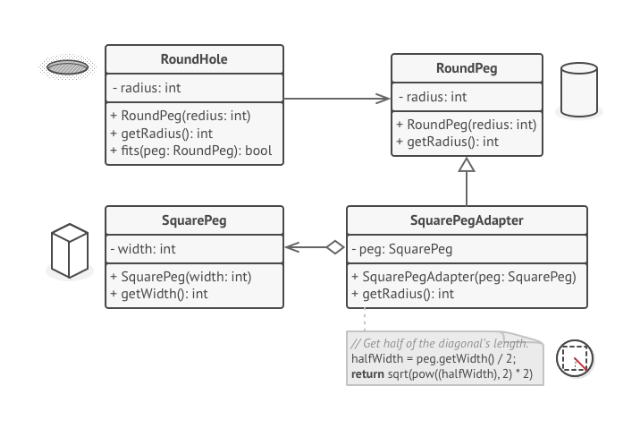 RoundHole
- radius: int
+ RoundPeg(redius: int)
+ getRadius(): int
+ fits(peg: RoundPeg): bool
RoundPeg
- radius: int
+ RoundPeg(redius: int)
+ getRadius(): int
SquarePeg
- width: int
+ SquarePeg(width: int)
+ getWidth(): int
SquarePegAdapter
- peg: SquarePeg
+ SquarePegAdapter(peg: SquarePeg)
+ getRadius(): int
// Get half of the diagonal's length.
halfWidth = peg.getWidth() / 2;
return sqrt(pow((halfWidth), 2) * 2)